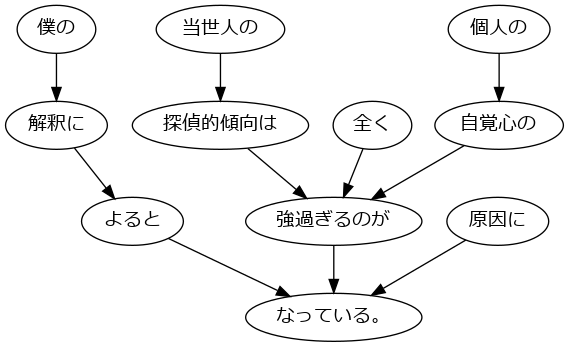 僕の
当世人の
個人の
解釈に
探偵的傾向は
全く
自覚心の
よると
強過ぎるのが
原因に
なっている。